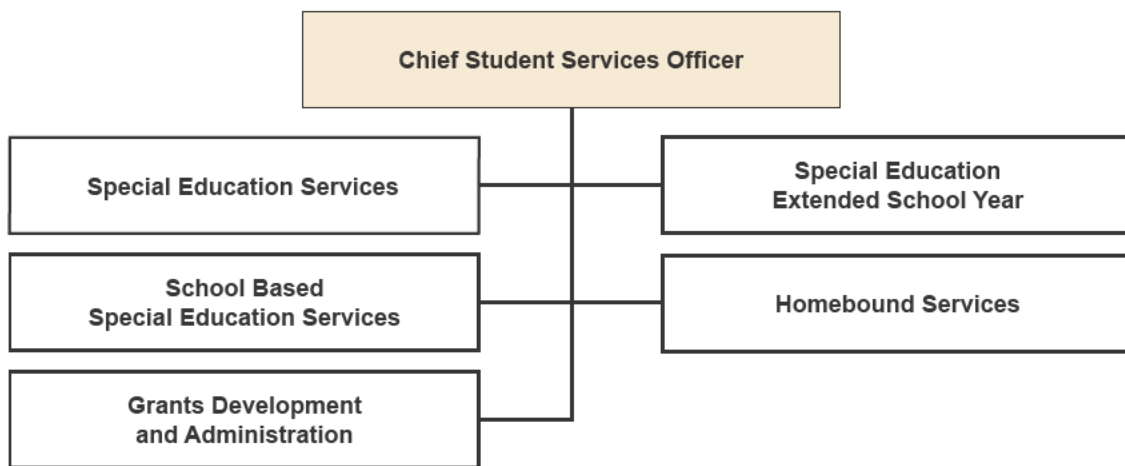 Chief Student Services Officer
Special Education Services
Special Education
Extended School Year
School Based
Special Education Services
Homebound Services
Grants Development
and Administration